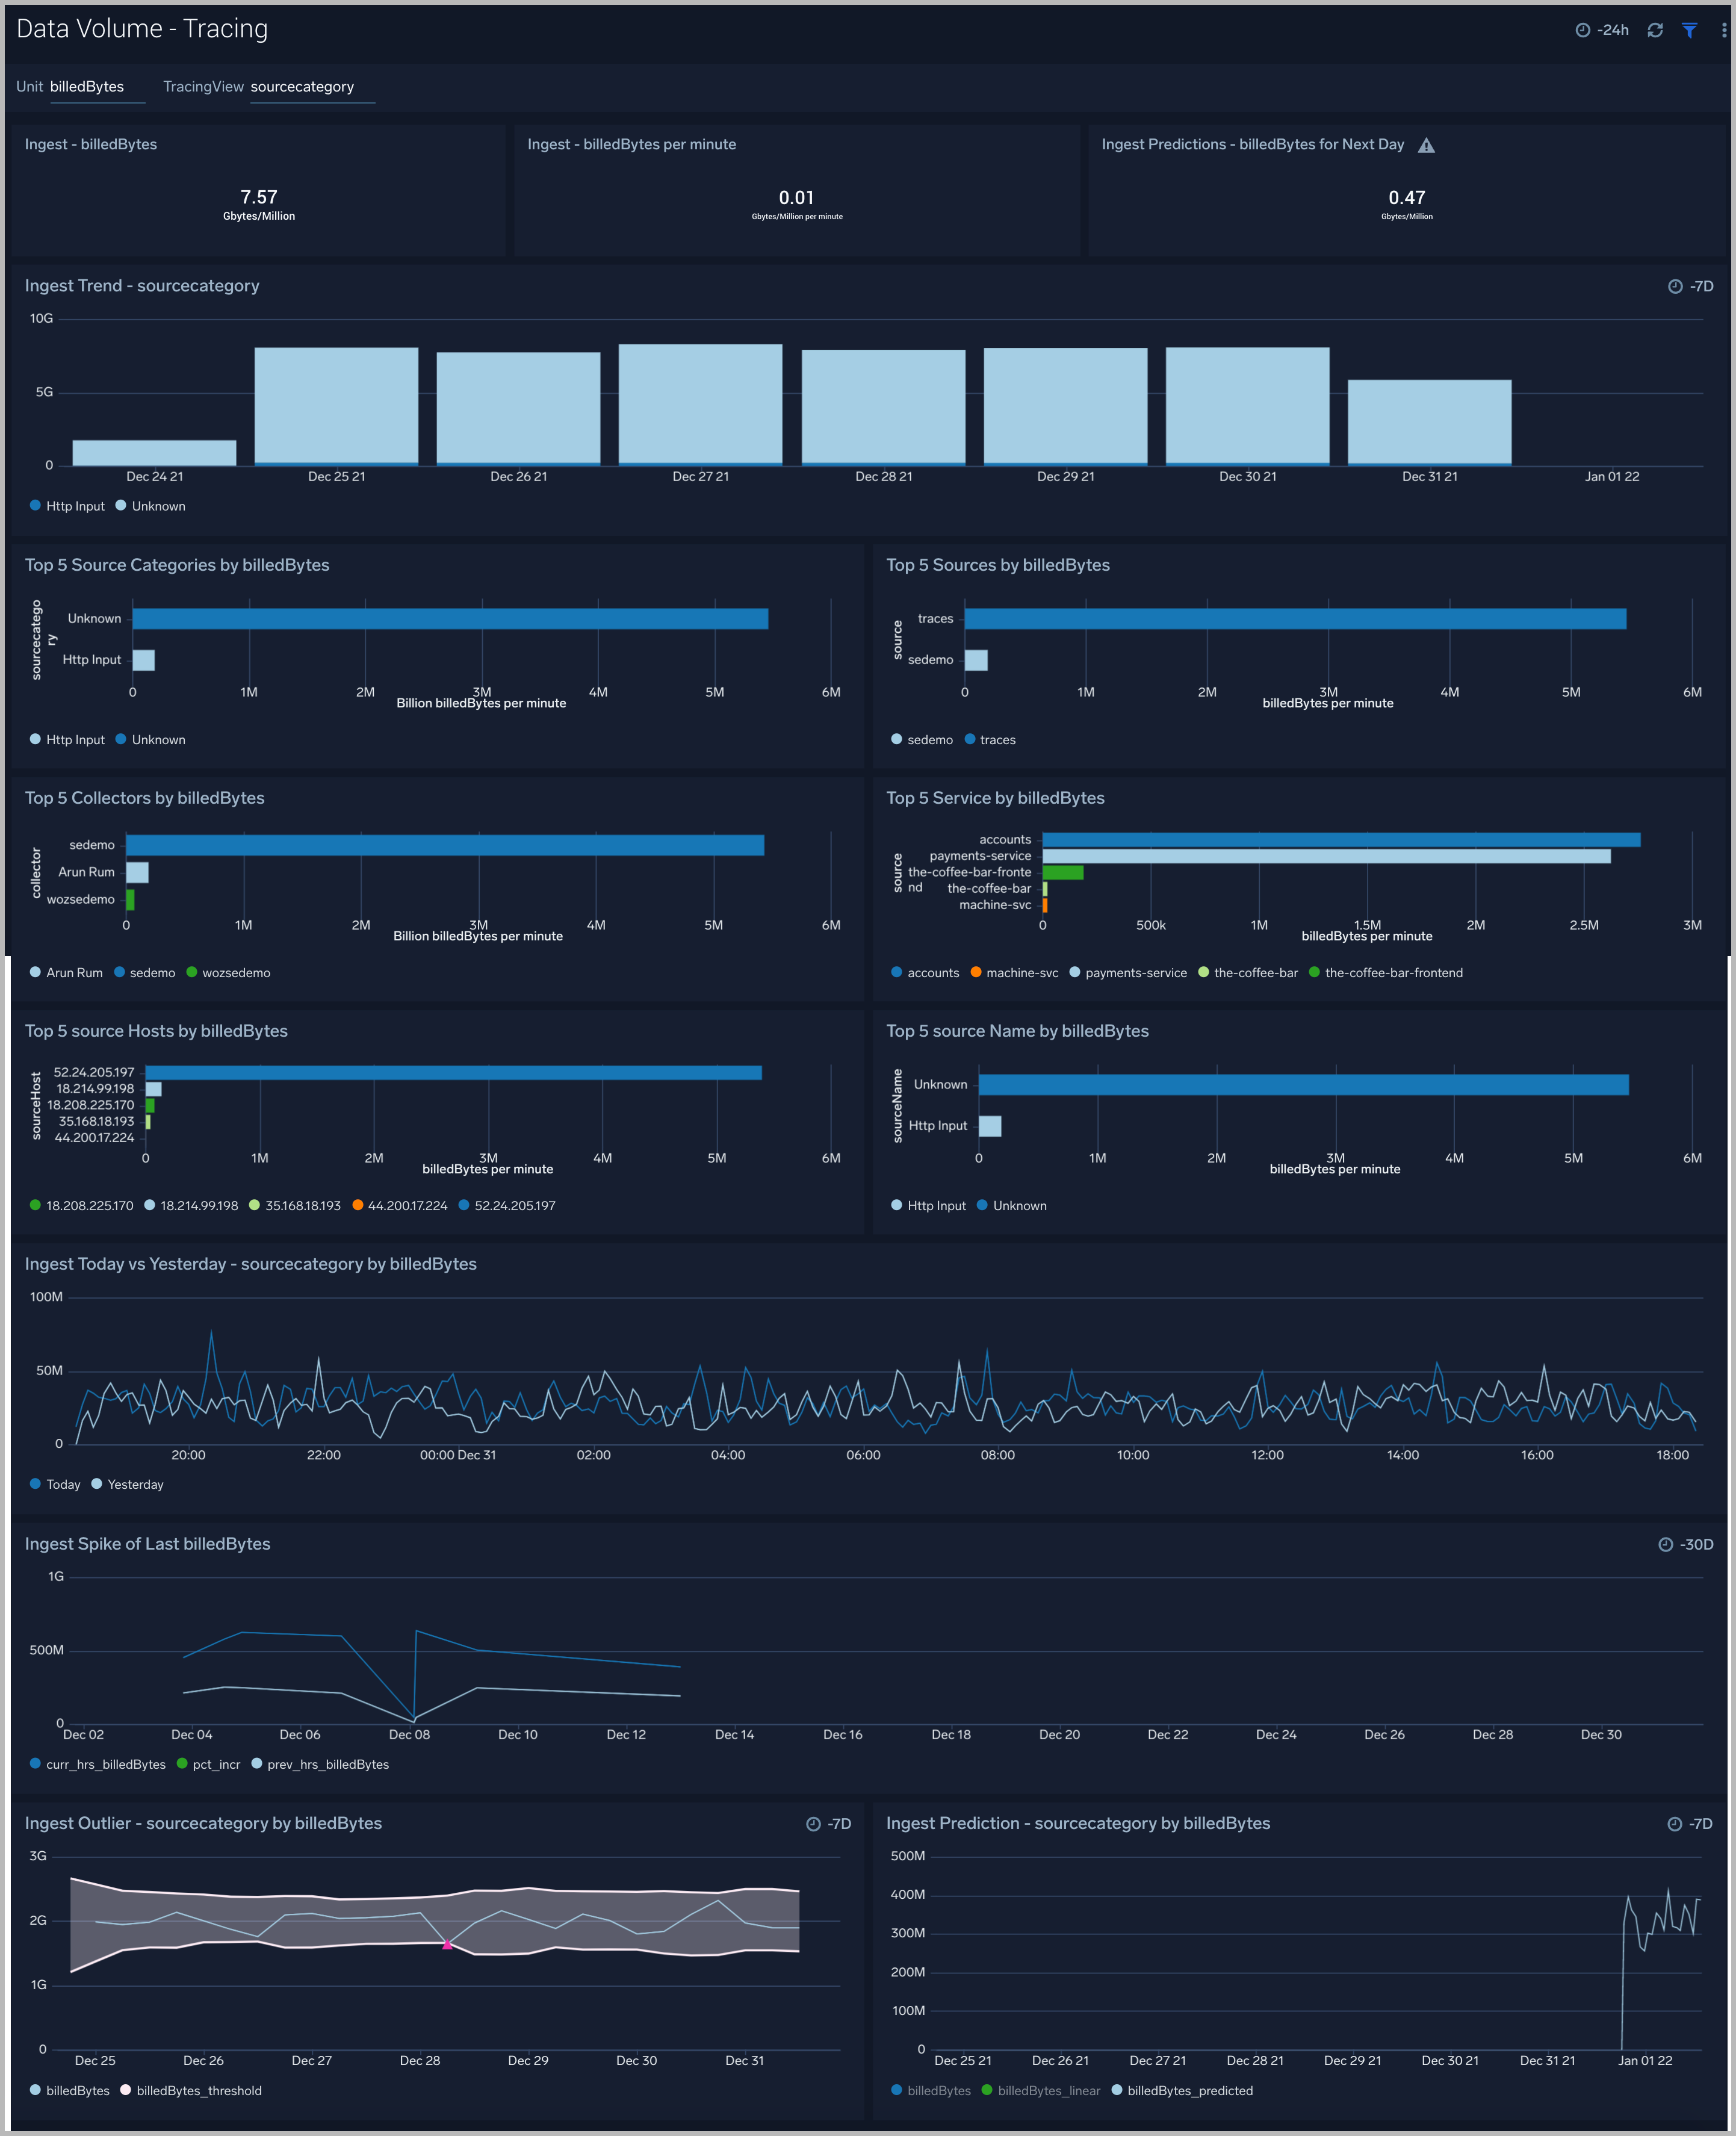 Data Volume - Tracing
-24h
Unit billedBytes TracingView sourcecategory
Ingest - billedBytes
7.57
Gbytes/Million
Ingest - billedBytes per minute
0.01
Gbytes/Million per minute
Ingest Predictions - billedBytes for Next Day
0.47
Gbytes/Million
Ingest Trend - sourcecategory
-7D
10G
5G
0
Dec 24 21 Dec 25 21 Dec 26 21 Dec 27 21 Dec 28 21 Dec 29 21 Dec 30 21 Dec 31 21 Jan 01 22
Http Input Unknown
Top 5 Source Categories by billedBytes
sourcecatego
ry
Unknown
Http Input
0 1M 2M 3M 4M 5M 6M
Billion billedBytes per minute
Http Input Unknown
Top 5 Sources by billedBytes
source
traces
sedemo
0 1M 2M 3M 4M 5M 6M
billedBytes per minute
sedemo traces
Top 5 Collectors by billedBytes
collector
sedemo
Arun Rum
wozsedemo
0 1M 2M 3M 4M 5M 6M
Billion billedBytes per minute
Arun Rum sedemo wozsedemo
Top 5 Service by billedBytes
source
accounts
payments-service
the-coffee-bar-fronte
nd
the-coffee-bar
machine-svc
0 500k 1M 1.5M 2M 2.5M 3M
billedBytes per minute
accounts machine-svc payments-service the-coffee-bar the-coffee-bar-frontend
Top 5 source Hosts by billedBytes
sourceHost
52.24.205.197
18.214.99.198
18.208.225.170
35.168.18.193
44.200.17.224
0 1M 2M 3M 4M 5M 6M
billedBytes per minute
18.208.225.170 18.214.99.198 35.168.18.193 44.200.17.224 52.24.205.197
Top 5 source Name by billedBytes
sourceName
Unknown
Http Input
0 1M 2M 3M 4M 5M 6M
billedBytes per minute
Http Input Unknown
Ingest Today vs Yesterday - sourcecategory by billedBytes
100M
50M
0
20:00 22:00 00:00 Dec 31 02:00 04:00 06:00 08:00 10:00 12:00 14:00 16:00 18:00
Today Yesterday
Ingest Spike of Last billedBytes
-30D
1G
500M
0
Dec 02 Dec 04 Dec 06 Dec 08 Dec 10 Dec 12 Dec 14 Dec 16 Dec 18 Dec 20 Dec 22 Dec 24 Dec 26 Dec 28 Dec 30
curr_hrs_billedBytes pct_incr prev_hrs_billedBytes
Ingest Outlier - sourcecategory by billedBytes
-7D
3G
2G
1G
0
Dec 25 Dec 26 Dec 27 Dec 28 Dec 29 Dec 30 Dec 31
billedBytes billedBytes_threshold
Ingest Prediction - sourcecategory by billedBytes
-7D
500M
400M
300M
200M
100M
0
Dec 25 21 Dec 26 21 Dec 27 21 Dec 28 21 Dec 29 21 Dec 30 21 Dec 31 21 Jan 01 22
billedBytes billedBytes_linear billedBytes_predicted